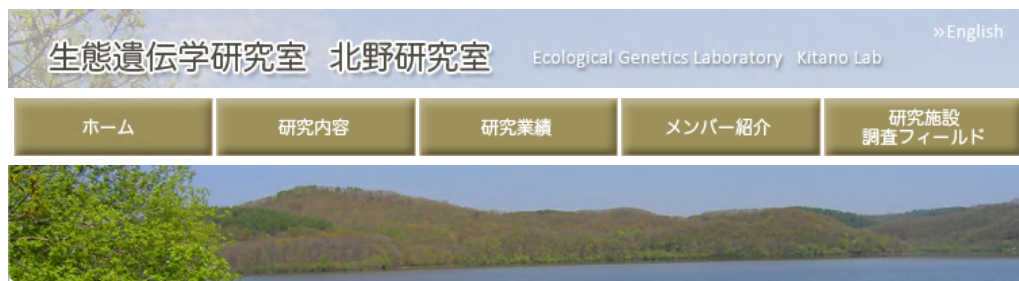 »English
生態遺伝学研究室 北野研究室 Ecological Genetics Laboratory Kitano Lab
ホーム
研究内容
研究業績
メンバー紹介
研究施設
調査フィールド